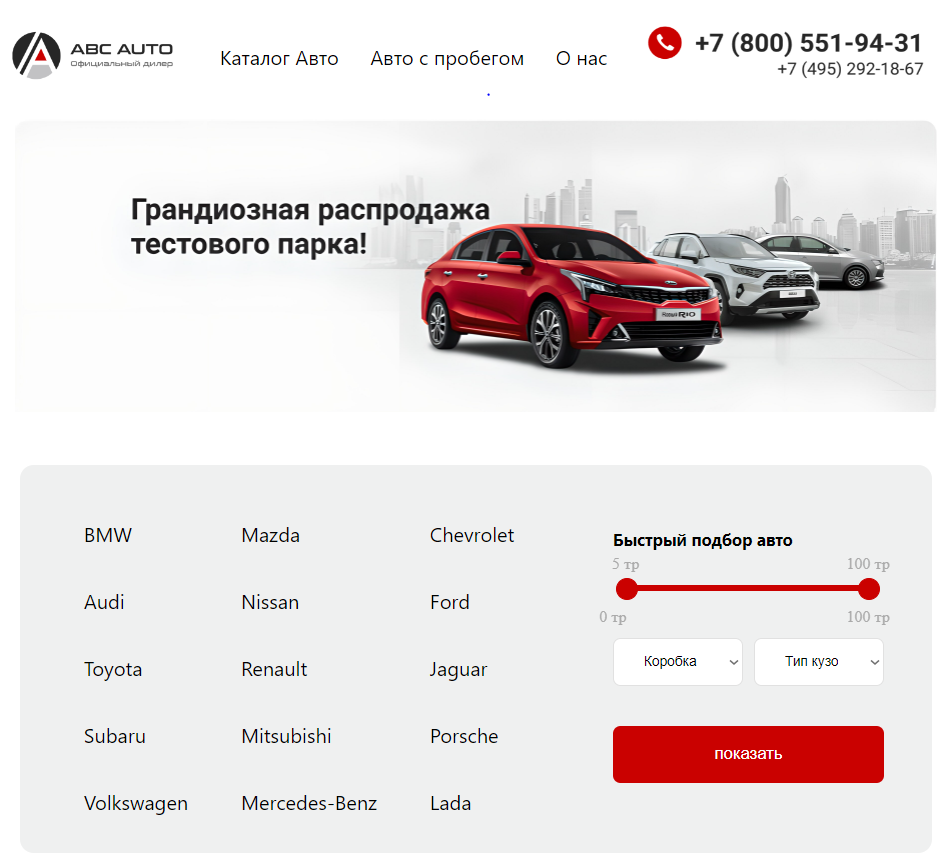 ABC AUTO
Официальный дилер
Каталог Авто
Авто с пробегом
О нас
+7 (800) 551-94-31
+7 (495) 292-18-67
Грандиозная распродажа
тестового парка!
Новый RIO
BMW
Mazda
Chevrolet
Audi
Nissan
Ford
Toyota
Renault
Jaguar
Subaru
Mitsubishi
Porsche
Volkswagen
Mercedes-Benz
Lada
Быстрый подбор авто
5 тр
100 тр
0 тр
100 тр
Коробка
Тип кузо
показать